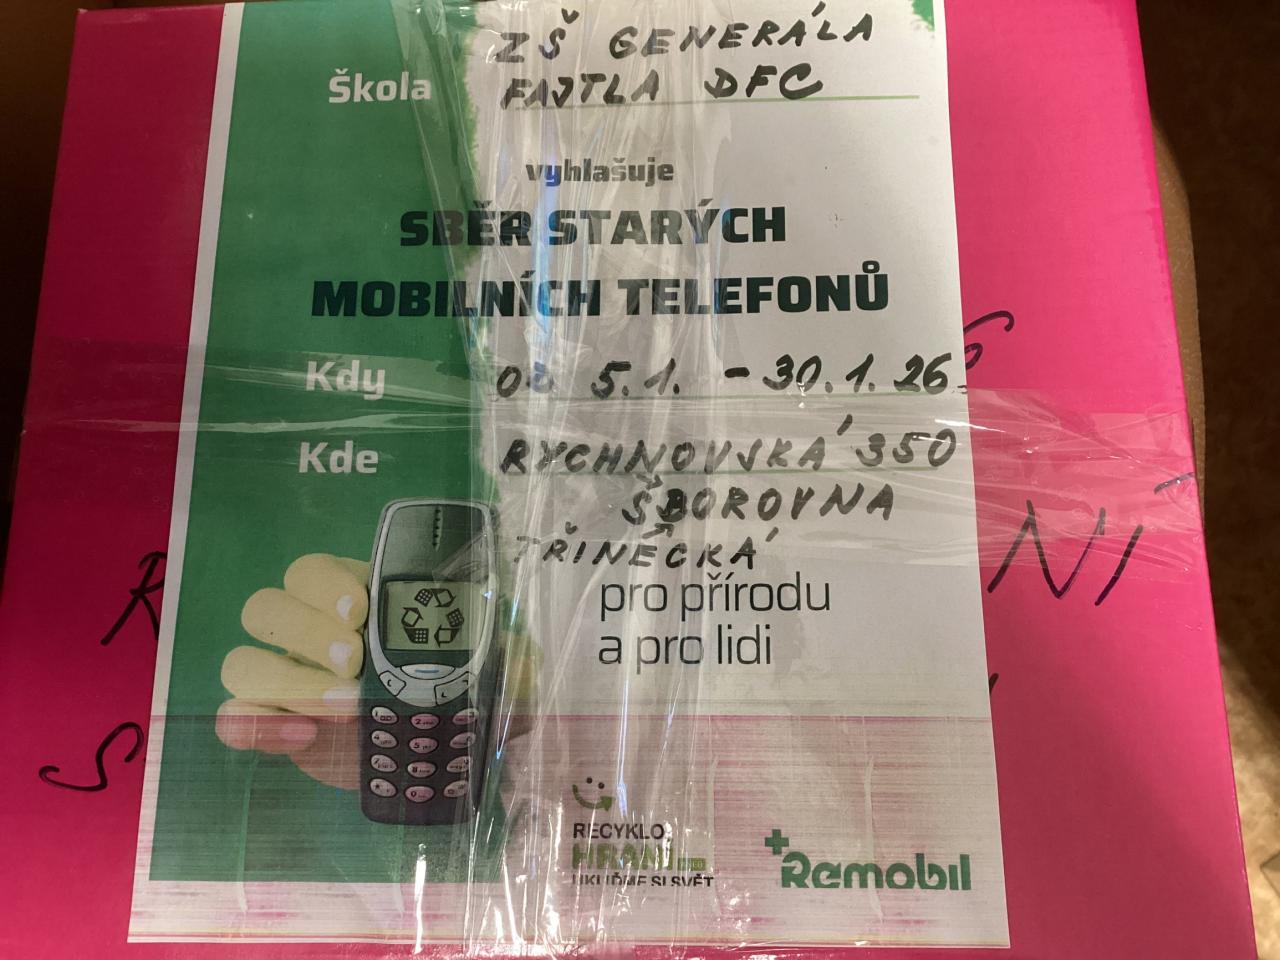 Škola ZŠ GENERÁLA
FAJTLA DFC
vyhlašuje
SBĚR STARÝCH
MOBILNÍCH TELEFONŮ
Kdy od 5.1. - 30.1.26
Kde RYCHNOVSKÁ 350
SBOROVNA
TŘINECKÁ
pro přírodu
a pro lidi
RECYKLO
HRANÍ
UKLIĎME SI SVĚT
Remobil